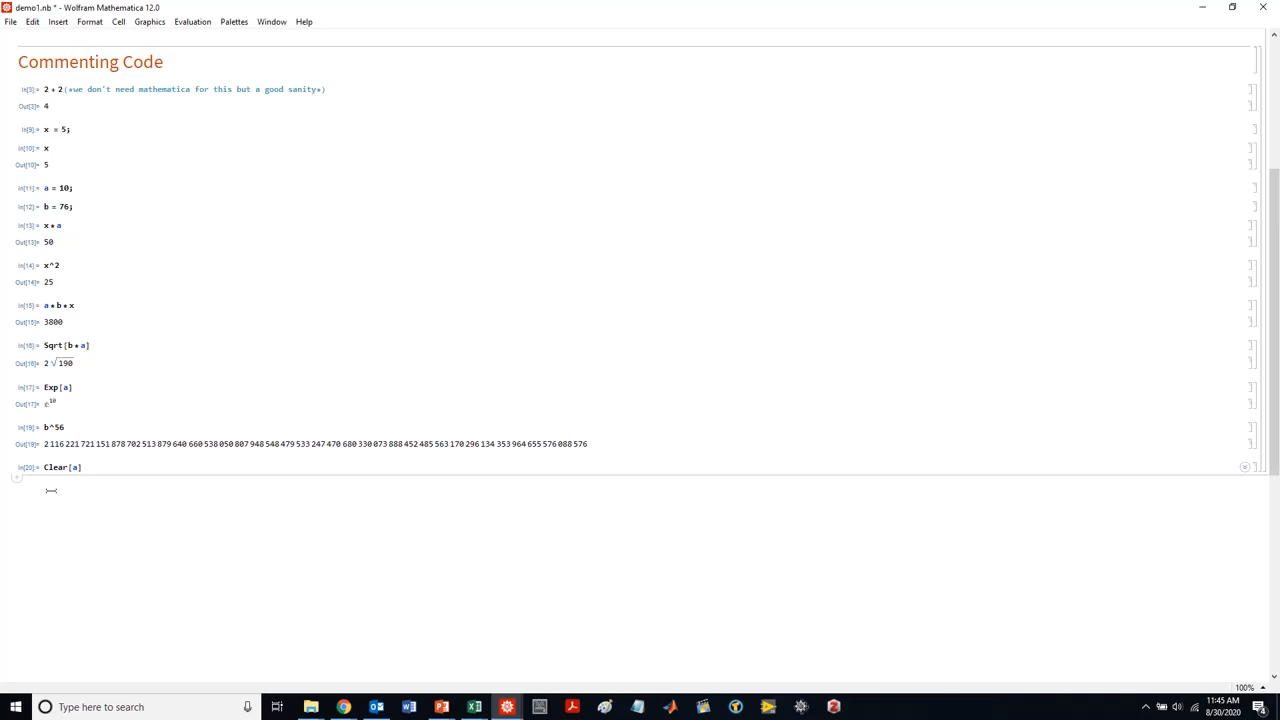 demo1.nb * - Wolfram Mathematica 12.0
File Edit Insert Format Cell Graphics Evaluation Palettes Window Help
Commenting Code
In[3]:= 2 + 2(*we don't need mathematica for this but a good sanity*)
Out[3]= 4
In[9]:= x = 5;
In[10]:= x
Out[10]= 5
In[11]:= a = 10;
In[12]:= b = 76;
In[13]:= x * a
Out[13]= 50
In[14]:= x^2
Out[14]= 25
In[15]:= a * b * x
Out[15]= 3800
In[16]:= Sqrt[b * a]
Out[16]= 2 √190
In[17]:= Exp[a]
Out[17]= e^10
In[19]:= b^56
Out[19]= 2 116 221 721 151 878 702 513 879 640 660 538 050 807 948 548 479 533 247 470 680 330 073 888 452 485 563 170 296 134 353 964 655 576 088 576
In[20]:= Clear[a]
100%
Type here to search
11:45 AM
8/30/2020
4